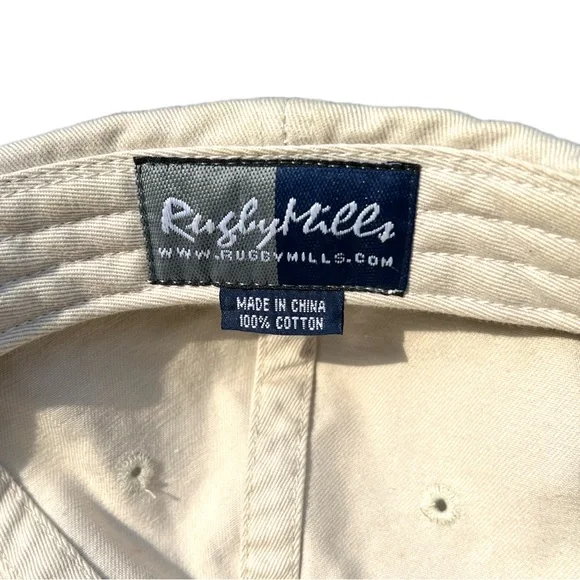 RugbyMills
WWW.RUGBYMILLS.COM
MADE IN CHINA
100% COTTON